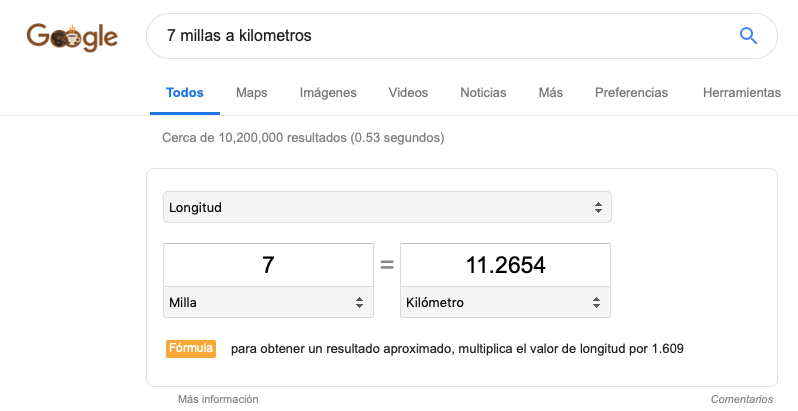 Google
7 millas a kilometros
Todos Maps Imágenes Videos Noticias Más Preferencias Herramientas
Cerca de 10,200,000 resultados (0.53 segundos)
Longitud
7 = 11.2654
Milla Kilómetro
Fórmula para obtener un resultado aproximado, multiplica el valor de longitud por 1.609
Más información Comentarios